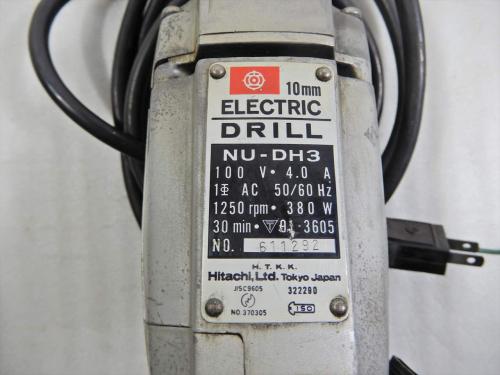 10mm
ELECTRIC
DRILL
NU-DH3
100 V • 4.0 A
1Φ AC 50/60 Hz
1250 rpm • 380 W
30 min • ▽91-3605
NO. 611292
H. T. K. K.
Hitachi, Ltd. Tokyo Japan
JISC9605 322290
NO.370305 ISO